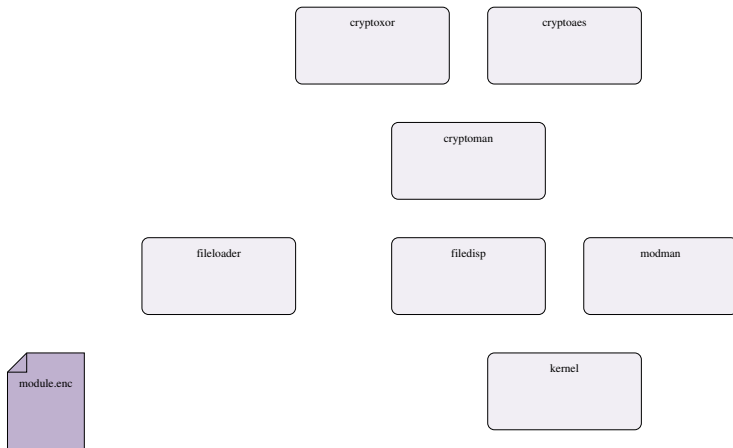 cryptoxor
cryptoaes
cryptoman
fileloader
filedisp
modman
module.enc
kernel